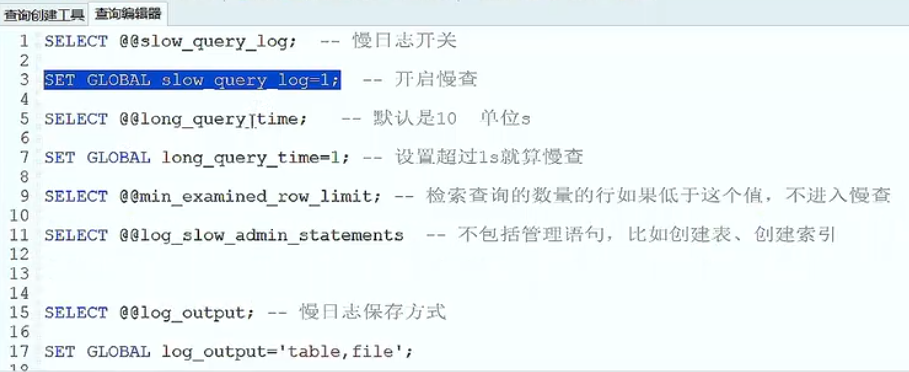 查询创建工具 查询编辑器
1 SELECT @@slow_query_log; -- 慢日志开关
2
3 SET GLOBAL slow_query_log=1; -- 开启慢查
4
5 SELECT @@long_query_time; -- 默认是10 单位s
6
7 SET GLOBAL long_query_time=1; -- 设置超过1s就算慢查
8
9 SELECT @@min_examined_row_limit; -- 检索查询的数量的行如果低于这个值，不进入慢查
10
11 SELECT @@log_slow_admin_statements -- 不包括管理语句，比如创建表、创建索引
12
13
14
15 SELECT @@log_output; -- 慢日志保存方式
16
17 SET GLOBAL log_output='table,file';
18